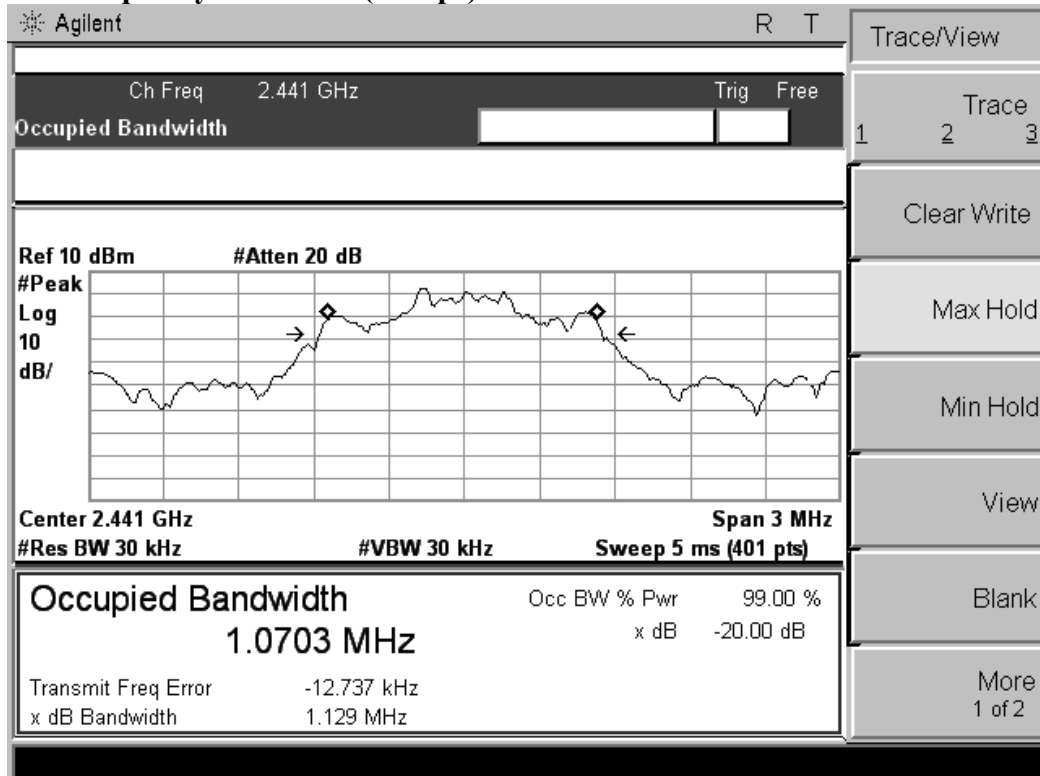 Agilent R T
Trace/View
Ch Freq 2.441 GHz Trig Free
Occupied Bandwidth
Trace
1 2 3
Clear Write
Max Hold
Min Hold
View
Blank
More
1 of 2
Ref 10 dBm #Atten 20 dB
#Peak
Log
10
dB/
Center 2.441 GHz Span 3 MHz
#Res BW 30 kHz #VBW 30 kHz Sweep 5 ms (401 pts)
Occupied Bandwidth
1.0703 MHz
Occ BW % Pwr 99.00 %
x dB -20.00 dB
Transmit Freq Error -12.737 kHz
x dB Bandwidth 1.129 MHz